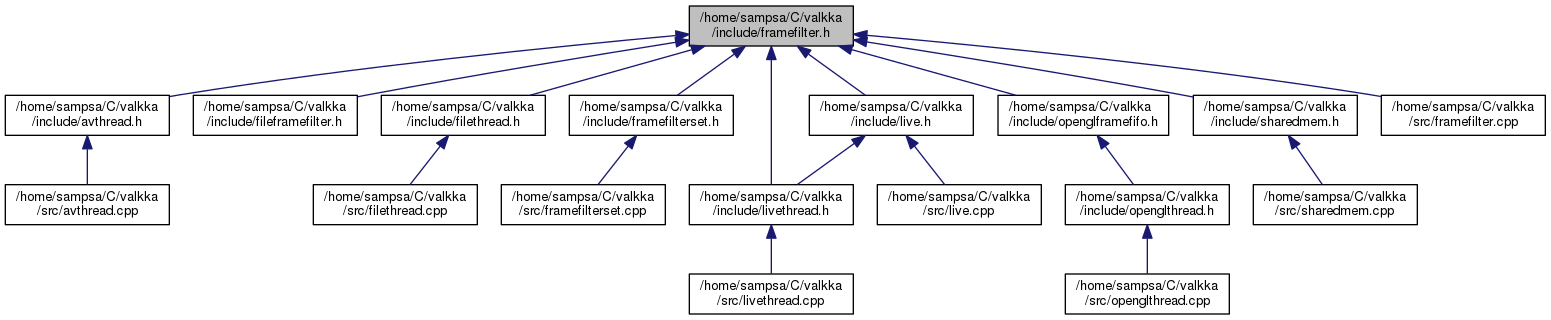 /home/sampsa/C/valkka
/include/framefilter.h
/home/sampsa/C/valkka
/include/avthread.h
/home/sampsa/C/valkka
/include/fileframefilter.h
/home/sampsa/C/valkka
/include/filethread.h
/home/sampsa/C/valkka
/include/framefilterset.h
/home/sampsa/C/valkka
/include/live.h
/home/sampsa/C/valkka
/include/openglframefifo.h
/home/sampsa/C/valkka
/include/sharedmem.h
/home/sampsa/C/valkka
/src/framefilter.cpp
/home/sampsa/C/valkka
/src/avthread.cpp
/home/sampsa/C/valkka
/src/filethread.cpp
/home/sampsa/C/valkka
/src/framefilterset.cpp
/home/sampsa/C/valkka
/include/livethread.h
/home/sampsa/C/valkka
/src/live.cpp
/home/sampsa/C/valkka
/include/openglthread.h
/home/sampsa/C/valkka
/src/sharedmem.cpp
/home/sampsa/C/valkka
/src/livethread.cpp
/home/sampsa/C/valkka
/src/openglthread.cpp